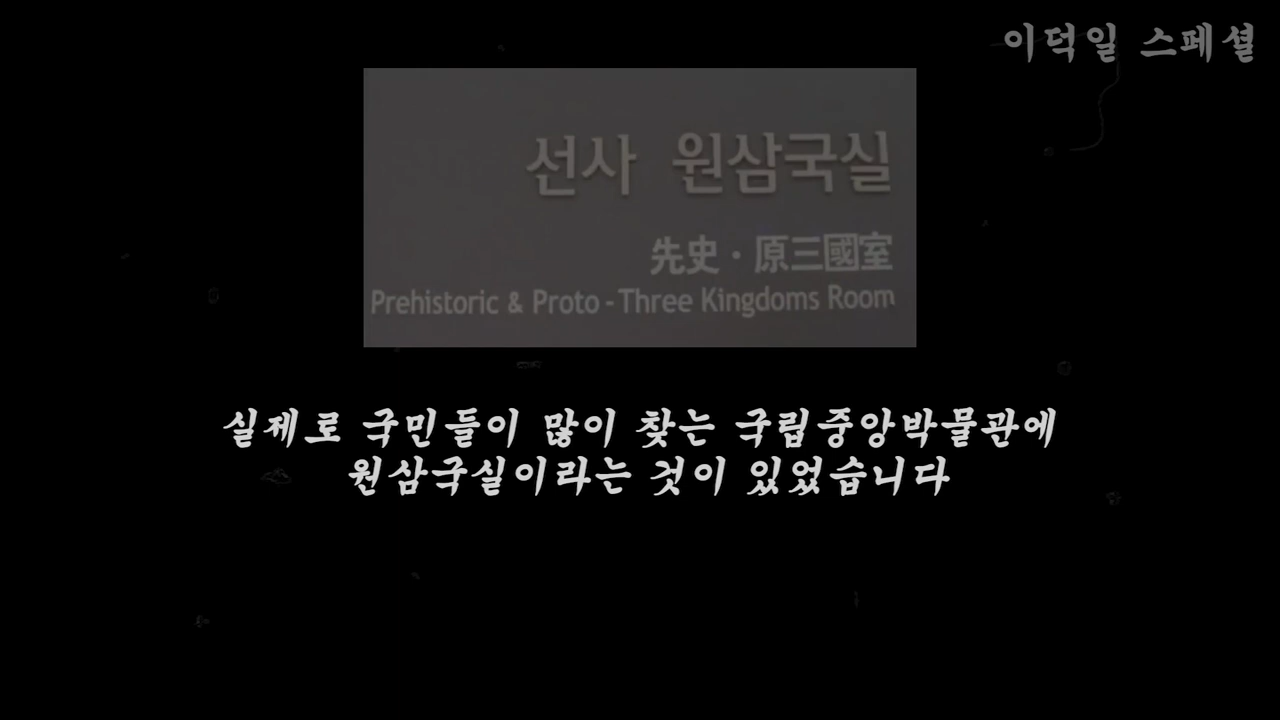 이덕일 스페셜
선사 원삼국실
先史·原三國室
Prehistoric & Proto-Three Kingdoms Room
실제로 국민들이 많이 찾는 국립중앙박물관에
원삼국실이라는 것이 있었습니다